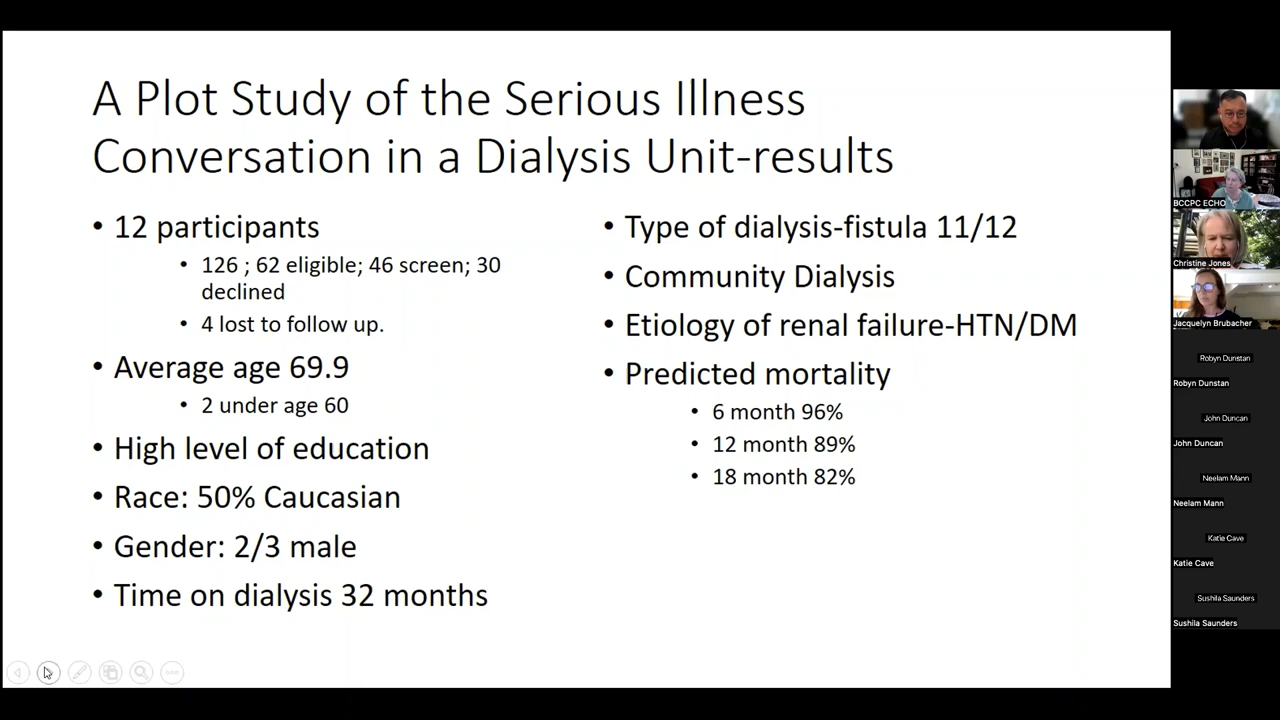 A Plot Study of the Serious Illness
Conversation in a Dialysis Unit-results
• 12 participants
• 126 ; 62 eligible; 46 screen; 30
declined
• 4 lost to follow up.
• Average age 69.9
• 2 under age 60
• High level of education
• Race: 50% Caucasian
• Gender: 2/3 male
• Time on dialysis 32 months
• Type of dialysis-fistula 11/12
• Community Dialysis
• Etiology of renal failure-HTN/DM
• Predicted mortality
• 6 month 96%
• 12 month 89%
• 18 month 82%
BCCPC ECHO
Christine Jones
Jacquelyn Brubacher
Robyn Dunstan
Robyn Dunstan
John Duncan
John Duncan
Neelam Mann
Neelam Mann
Katie Cave
Katie Cave
Sushila Saunders
Sushila Saunders